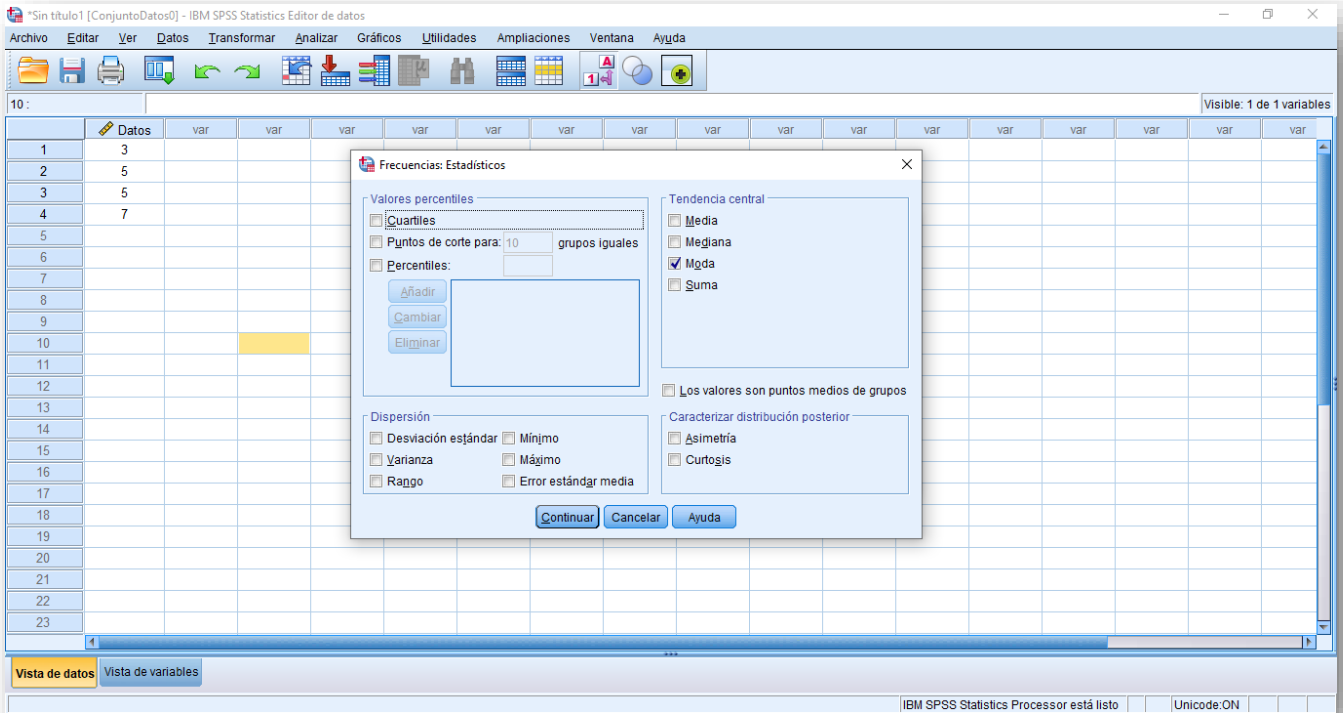 *Sin título1 [ConjuntoDatos0] - IBM SPSS Statistics Editor de datos
Archivo Editar Ver Datos Transformar Analizar Gráficos Utilidades Ampliaciones Ventana Ayuda
10 :
Visible: 1 de 1 variables
Datos var var var var var var var var var var var var var var var var
1 3
2 5
3 5
4 7
5
6
7
8
9
10
11
12
13
14
15
16
17
18
19
20
21
22
23
Frecuencias: Estadísticos
Valores percentiles
Cuartiles
Puntos de corte para: 10 grupos iguales
Percentiles:
Añadir
Cambiar
Eliminar
Tendencia central
Media
Mediana
Moda
Suma
Los valores son puntos medios de grupos
Dispersión
Desviación estándar Mínimo
Varianza Máximo
Rango Error estándar media
Caracterizar distribución posterior
Asimetría
Curtosis
Continuar Cancelar Ayuda
Vista de datos Vista de variables
IBM SPSS Statistics Processor está listo Unicode:ON